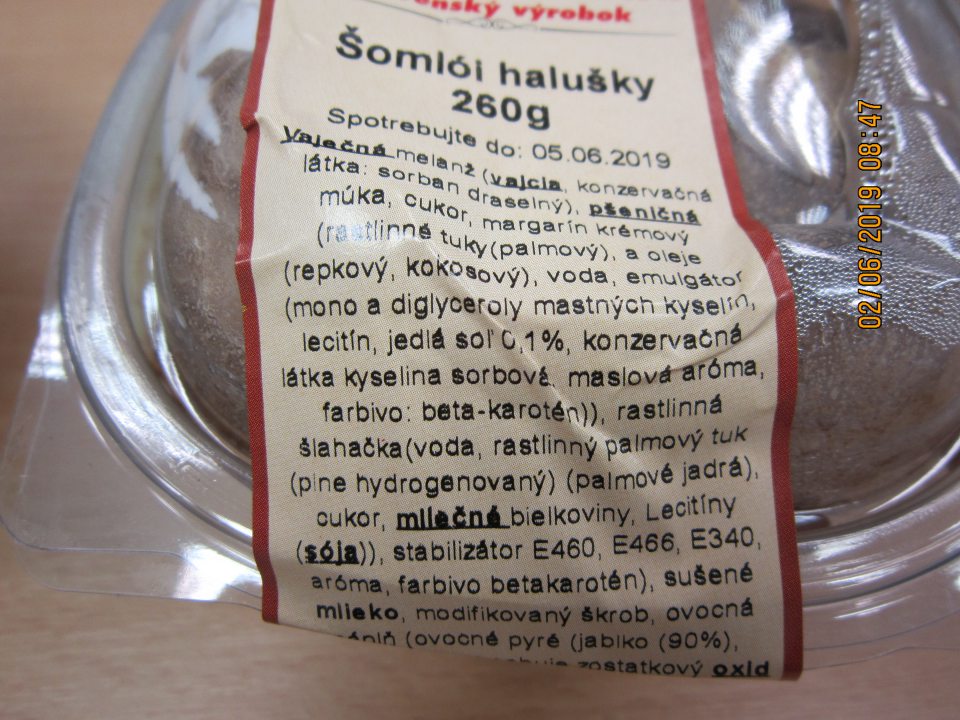 výrobok
Šomlói halušky
260g
Spotrebujte do: 05.06.2019
Vaječná melanž (vajcia, konzervačná
látka: sorban draselný), pšeničná
múka, cukor, margarín krémový
(rastlinné tuky(palmový), a oleje
(repkový, kokosový), voda, emulgátor
(mono a diglyceroly mastných kyselín,
lecitín, jedlá soľ 0,1%, konzervačná
látka kyselina sorbová, maslová aróma,
farbivo: beta-karotén)), rastlinná
šlahačka(voda, rastlinný palmový tuk
(plne hydrogenovaný) (palmové jadrá),
cukor, mliečné bielkoviny, Lecitíny
(sója)), stabilizátor E460, E466, E340,
aróma, farbivo betakarotén), sušené
mlieko, modifikovaný škrob, ovocná
(ovocné pyré (jablko (90%),
zostatkový oxid
02/06/2019 08:47